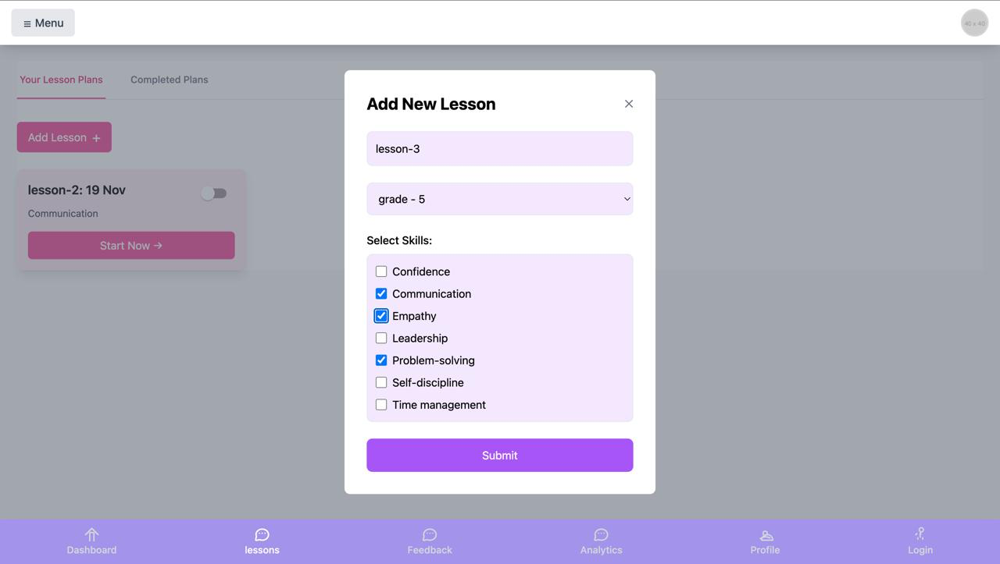 ≡ Menu
40 x 40
Your Lesson Plans
Completed Plans
Add Lesson +
lesson-2: 19 Nov
Communication
Start Now →
Add New Lesson
lesson-3
grade - 5
Select Skills:
Confidence
Communication
Empathy
Leadership
Problem-solving
Self-discipline
Time management
Submit
Dashboard
lessons
Feedback
Analytics
Profile
Login